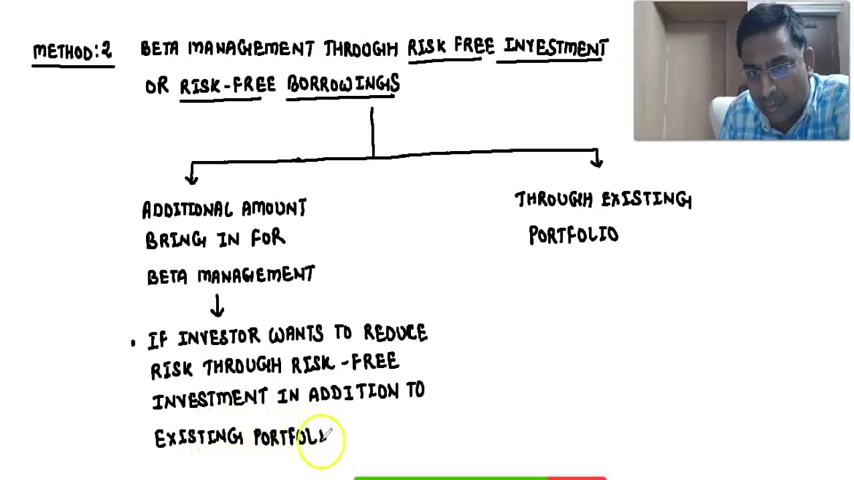 METHOD:2 BETA MANAGEMENT THROUGH RISK FREE INVESTMENT
OR RISK-FREE BORROWINGS
ADDITIONAL AMOUNT
BRING IN FOR
BETA MANAGEMENT
THROUGH EXISTING
PORTFOLIO
• IF INVESTOR WANTS TO REDUCE
RISK THROUGH RISK-FREE
INVESTMENT IN ADDITION TO
EXISTING PORTFOLI